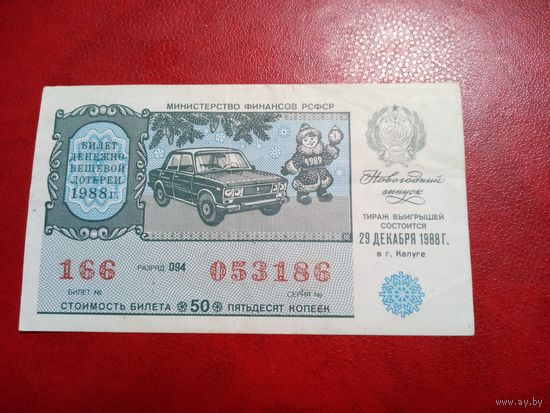 МИНИСТЕРСТВО ФИНАНСОВ РСФСР
БИЛЕТ
ДЕНЕЖНО-
ВЕЩЕВОЙ
ЛОТЕРЕИ
1988 г.
1989
Новогодний
выпуск
ТИРАЖ ВЫИГРЫШЕЙ
СОСТОИТСЯ
29 ДЕКАБРЯ 1988 Г.
в г. Калуге
166 РАЗРЯД 094 053186
БИЛЕТ № СЕРИЯ №
СТОИМОСТЬ БИЛЕТА 50 ПЯТЬДЕСЯТ КОПЕЕК
www.ay.by